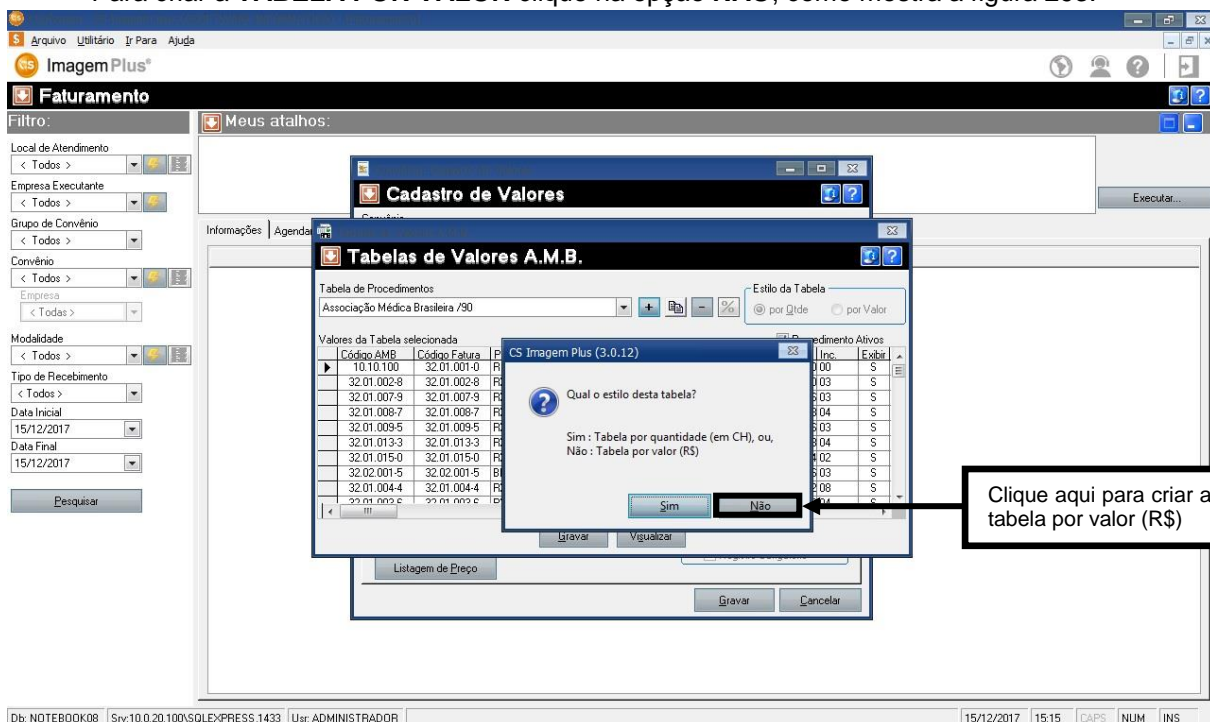 Arquivo Utilitário Ir Para Ajuda
CS ImagemPlus®
Faturamento
Filtro:
Meus atalhos:
Local de Atendimento
< Todos >
Empresa Executante
< Todos >
Grupo de Convênio
< Todos >
Convênio
< Todos >
Empresa
< Todas >
Modalidade
< Todos >
Tipo de Recebimento
< Todos >
Data Inicial
15/12/2017
Data Final
15/12/2017
Pesquisar
Executar...
Informações
Cadastro de Valores
Tabelas de Valores A.M.B.
Tabela de Procedimentos
Associação Médica Brasileira /90
Estilo da Tabela
por Qtde por Valor
Valores da Tabela selecionada
Ativos
Código AMB Código Fatura Inc. Exibir
10.10.100 32.01.001-0 S
32.01.002-8 32.01.002-8 S
32.01.007-9 32.01.007-9 S
32.01.008-7 32.01.008-7 S
32.01.009-5 32.01.009-5 S
32.01.013-3 32.01.013-3 S
32.01.015-0 32.01.015-0 S
32.02.001-5 32.02.001-5 S
32.01.004-4 32.01.004-4 S
CS Imagem Plus (3.0.12)
Qual o estilo desta tabela?
Sim : Tabela por quantidade (em CH), ou,
Não : Tabela por valor (R$)
Sim Não
Clique aqui para criar a
tabela por valor (R$)
Gravar Visualizar
Listagem de Preço
Gravar Cancelar
Db: NOTEBOOK08 Srv:10.0.20.100\SQLEXPRESS,1433 Usr: ADMINISTRADOR 15/12/2017 15:15 CAPS NUM INS